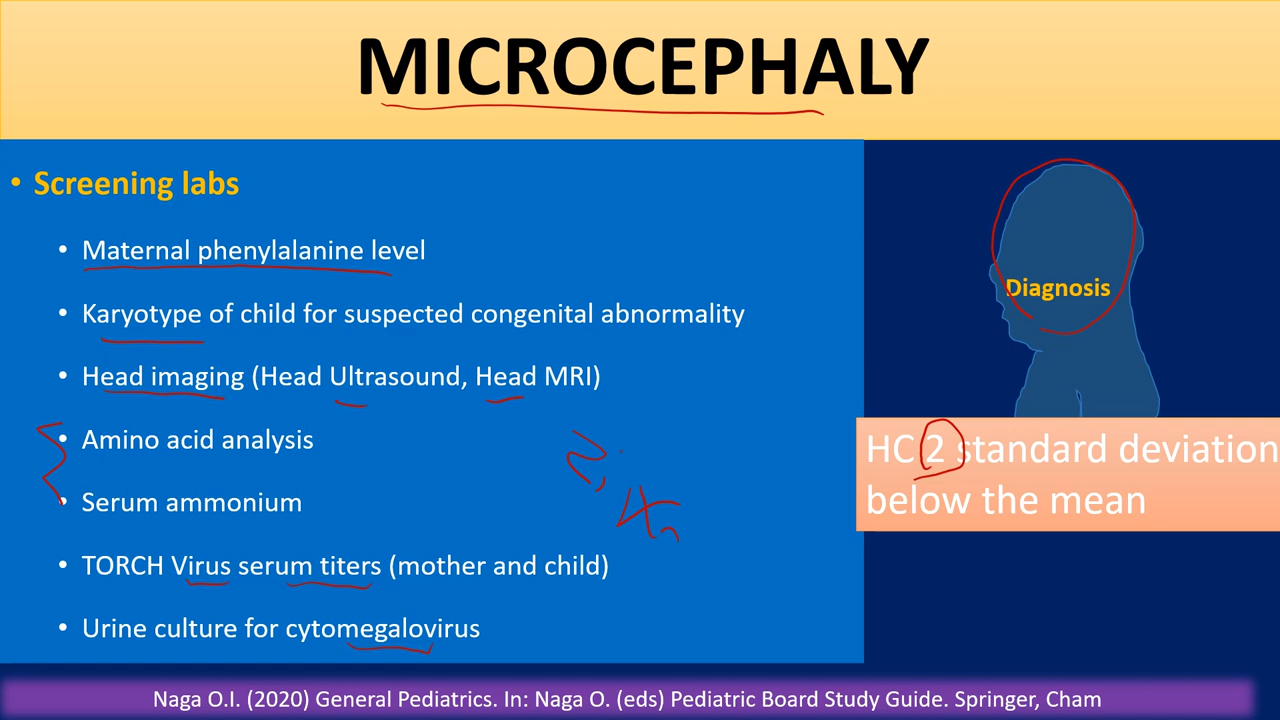 MICROCEPHALY
• Screening labs
• Maternal phenylalanine level
• Karyotype of child for suspected congenital abnormality
• Head imaging (Head Ultrasound, Head MRI)
• Amino acid analysis
• Serum ammonium
• TORCH Virus serum titers (mother and child)
• Urine culture for cytomegalovirus
Diagnosis
HC 2 standard deviation
below the mean
Naga O.I. (2020) General Pediatrics. In: Naga O. (eds) Pediatric Board Study Guide. Springer, Cham